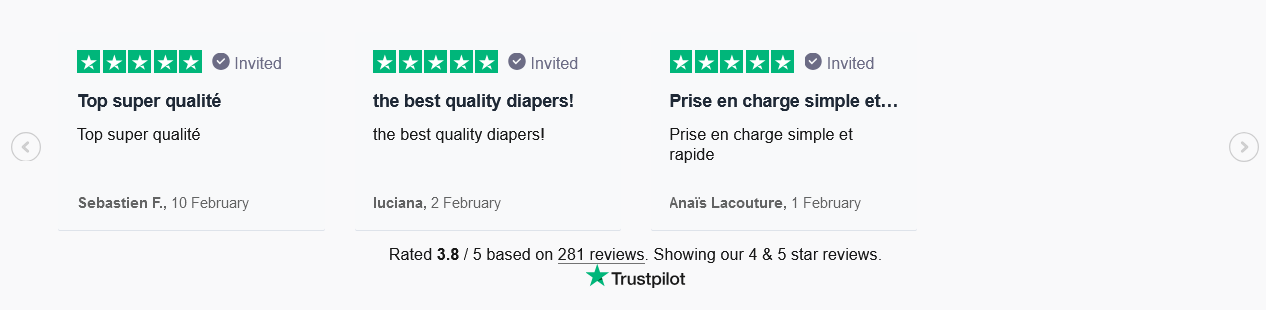 Invited
Top super qualité
Top super qualité
Sebastien F., 10 February
Invited
the best quality diapers!
the best quality diapers!
luciana, 2 February
Invited
Prise en charge simple et…
Prise en charge simple et
rapide
Anaïs Lacouture, 1 February
Rated 3.8 / 5 based on 281 reviews. Showing our 4 & 5 star reviews.
Trustpilot